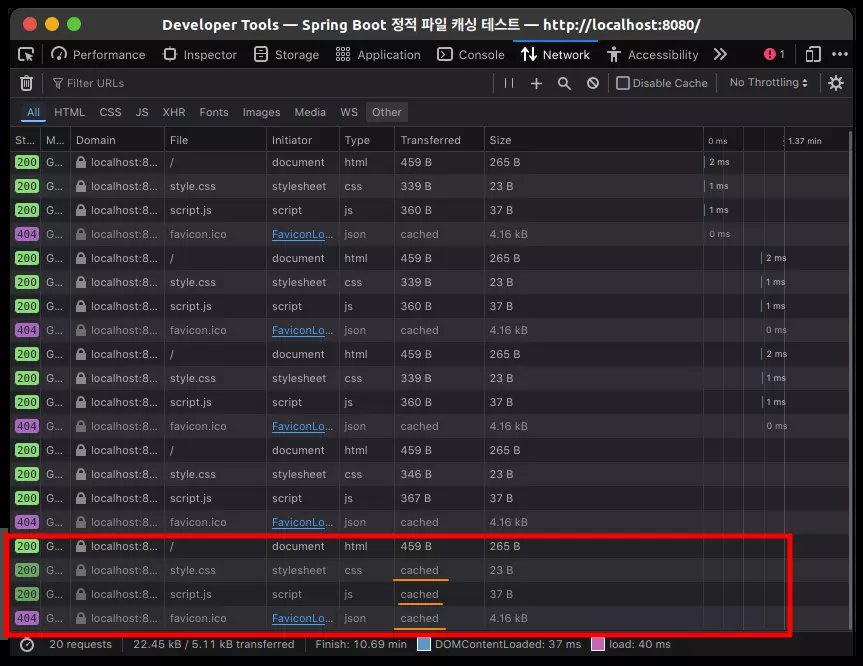 Developer Tools — Spring Boot 정적 파일 캐싱 테스트 — http://localhost:8080/
Performance Inspector Storage Application Console Network Accessibility 1
Filter URLs Disable Cache No Throttling
All HTML CSS JS XHR Fonts Images Media WS Other
St... M... Domain File Initiator Type Transferred Size 0 ms 1.37 min
200 G... localhost:8... / document html 459 B 265 B 2 ms
200 G... localhost:8... style.css stylesheet css 339 B 23 B 1 ms
200 G... localhost:8... script.js script js 360 B 37 B 1 ms
404 G... localhost:8... favicon.ico FaviconLo... json cached 4.16 kB 0 ms
200 G... localhost:8... / document html 459 B 265 B 2 ms
200 G... localhost:8... style.css stylesheet css 339 B 23 B 1 ms
200 G... localhost:8... script.js script js 360 B 37 B 1 ms
404 G... localhost:8... favicon.ico FaviconLo... json cached 4.16 kB 0 ms
200 G... localhost:8... / document html 459 B 265 B 2 ms
200 G... localhost:8... style.css stylesheet css 339 B 23 B 1 ms
200 G... localhost:8... script.js script js 360 B 37 B 1 ms
404 G... localhost:8... favicon.ico FaviconLo... json cached 4.16 kB 0 ms
200 G... localhost:8... / document html 459 B 265 B
200 G... localhost:8... style.css stylesheet css 346 B 23 B
200 G... localhost:8... script.js script js 367 B 37 B
404 G... localhost:8... favicon.ico FaviconLo... json cached 4.16 kB
200 G... localhost:8... / document html 459 B 265 B
200 G... localhost:8... style.css stylesheet css cached 23 B
200 G... localhost:8... script.js script js cached 37 B
404 G... localhost:8... favicon.ico FaviconLo... json cached 4.16 kB
20 requests 22.45 kB / 5.11 kB transferred Finish: 10.69 min DOMContentLoaded: 37 ms load: 40 ms